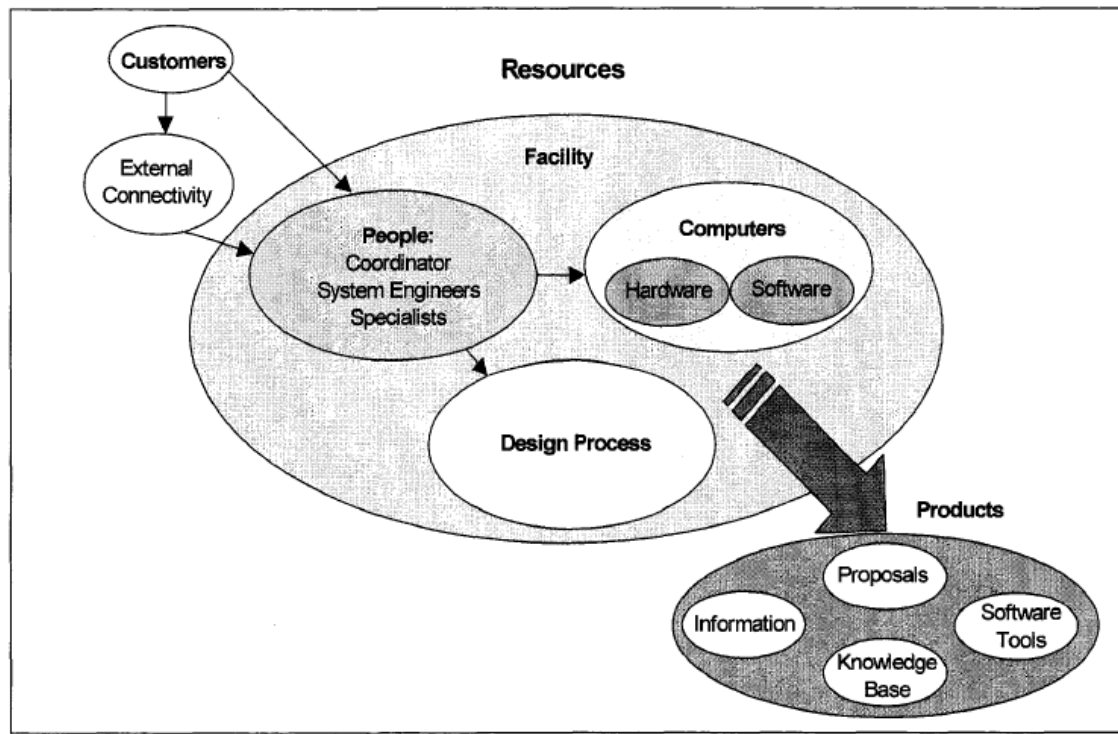 Customers
Resources
External
Connectivity
Facility
People:
Coordinator
System Engineers
Specialists
Computers
Hardware
Software
Design Process
Products
Proposals
Information
Software
Tools
Knowledge
Base